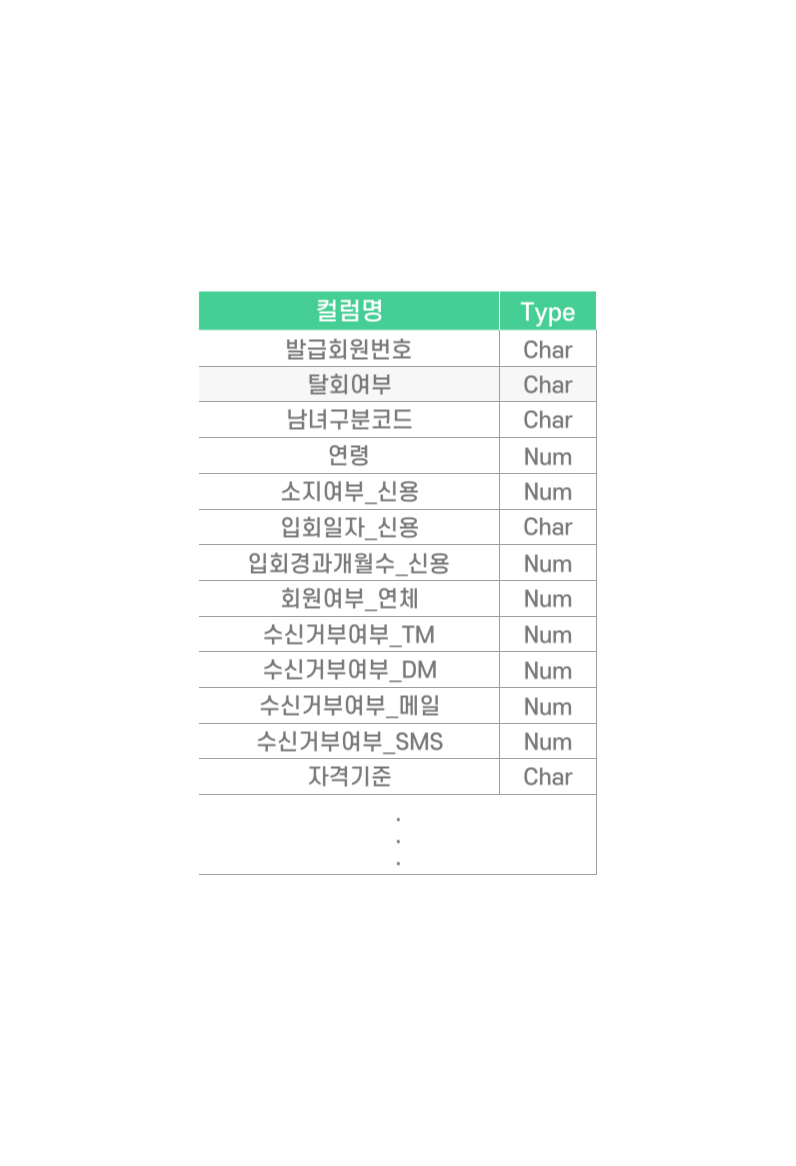 컬럼명 Type
발급회원번호 Char
탈회여부 Char
남녀구분코드 Char
연령 Num
소지여부_신용 Num
입회일자_신용 Char
입회경과개월수_신용 Num
회원여부_연체 Num
수신거부여부_TM Num
수신거부여부_DM Num
수신거부여부_메일 Num
수신거부여부_SMS Num
자격기준 Char
.
.
.